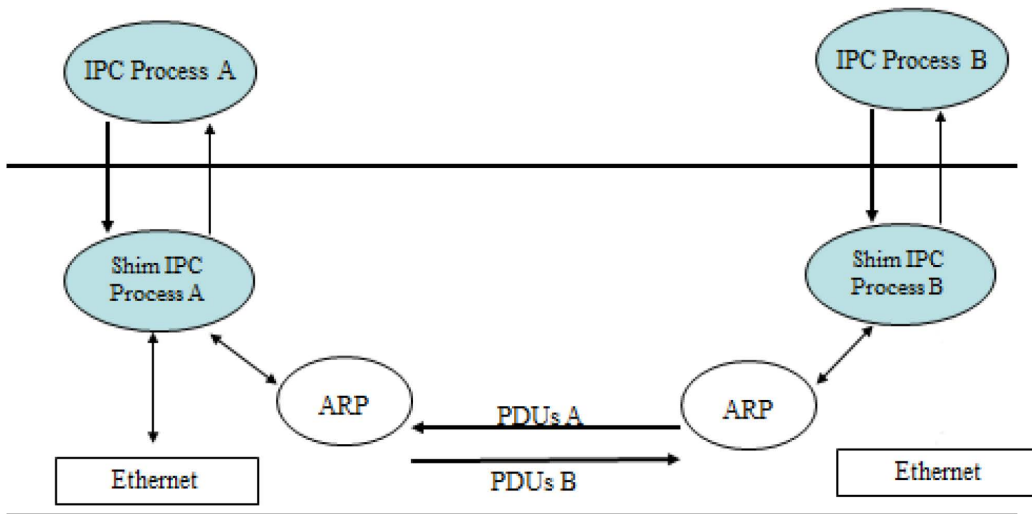 IPC Process A
IPC Process B
Shim IPC
Process A
Shim IPC
Process B
ARP
ARP
PDUs A
PDUs B
Ethernet
Ethernet